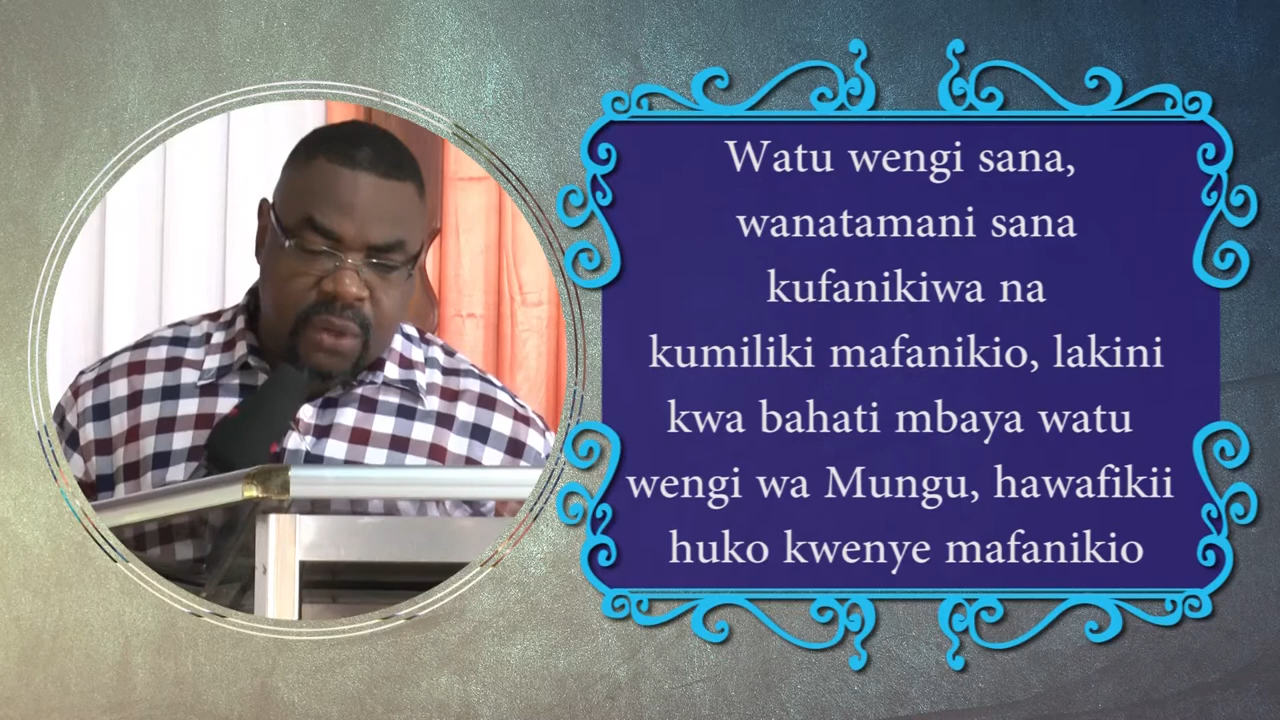 Watu wengi sana,
wanatamani sana
kufanikiwa na
kumiliki mafanikio, lakini
kwa bahati mbaya watu
wengi wa Mungu, hawafikii
huko kwenye mafanikio